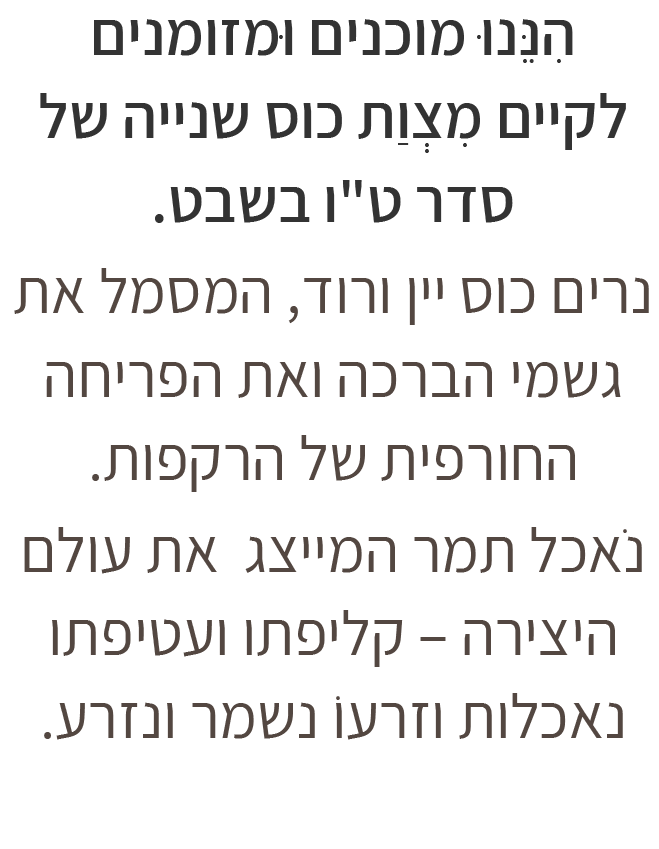 הִנֵּנוּ מוכנים וּמזומנים
לקיים מִצְוַת כוס שנייה של
סדר ט"ו בשבט.
נרים כוס יין ורוד, המסמל את
גשמי הברכה ואת הפריחה
החורפית של הרקפות.
נֹאכל תמר המייצג  את עולם
היצירה – קליפתו ועטיפתו
נאכלות וזרעוֹ נשמר ונזרע.